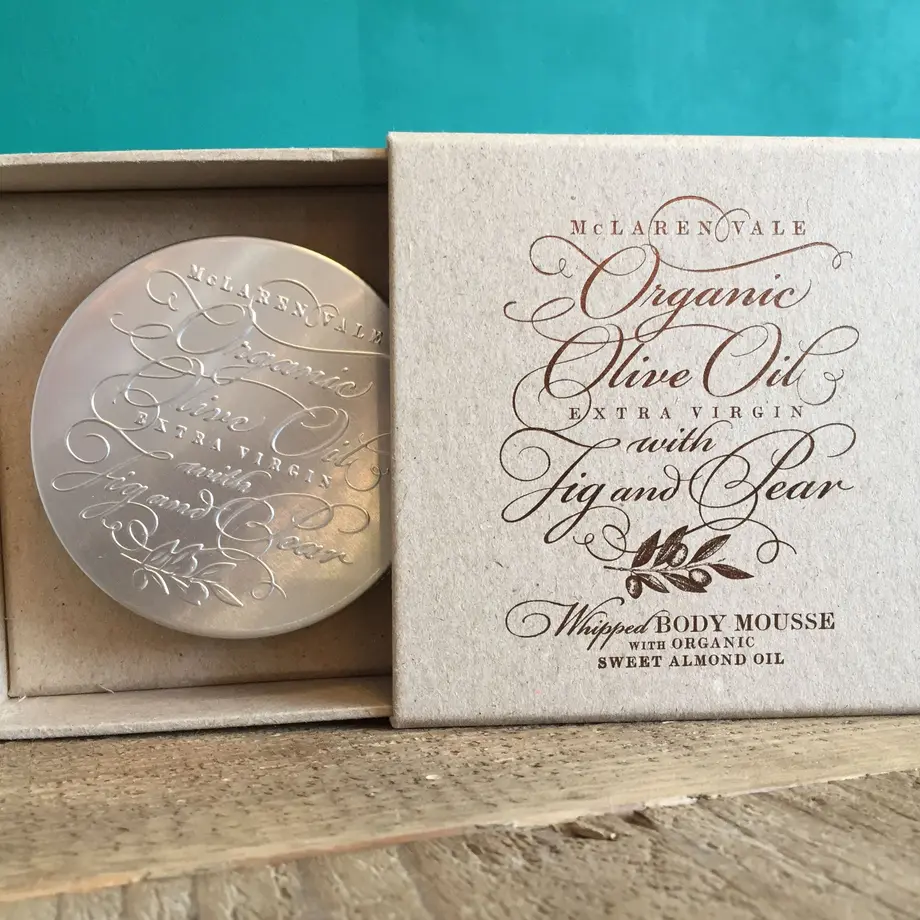 McLAREN VALE
Organic
Olive Oil
EXTRA VIRGIN
with
Fig and Pear
McLAREN VALE
Organic
Olive Oil
EXTRA VIRGIN
with
Fig and Pear
Whipped BODY MOUSSE
WITH ORGANIC
SWEET ALMOND OIL